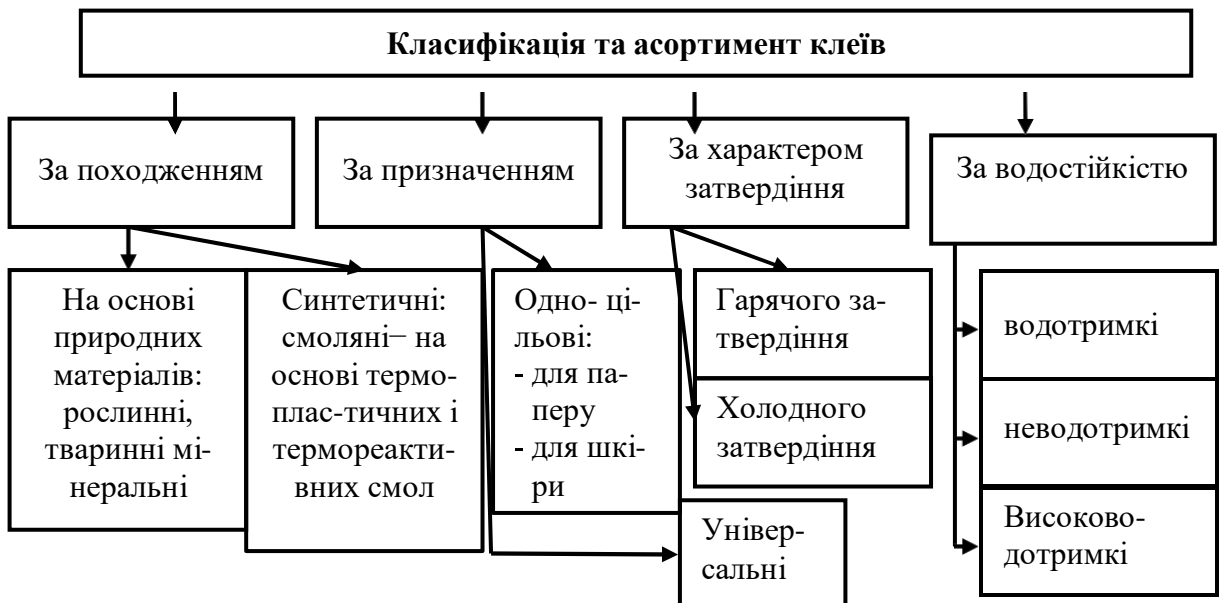 Класифікація та асортимент клеїв
За походженням
За призначенням
За характером
затвердіння
За водостійкістю
На основі
природних
матеріалів:
рослинні,
тваринні мі-
неральні
Синтетичні:
смоляні− на
основі термо-
плас-тичних і
термореакти-
вних смол
Одно- ці-
льові:
- для па-
перу
- для шкі-
ри
Універ-
сальні
Гарячого за-
твердіння
Холодного
затвердіння
водотримкі
неводотримкі
Висково-
дотримкі